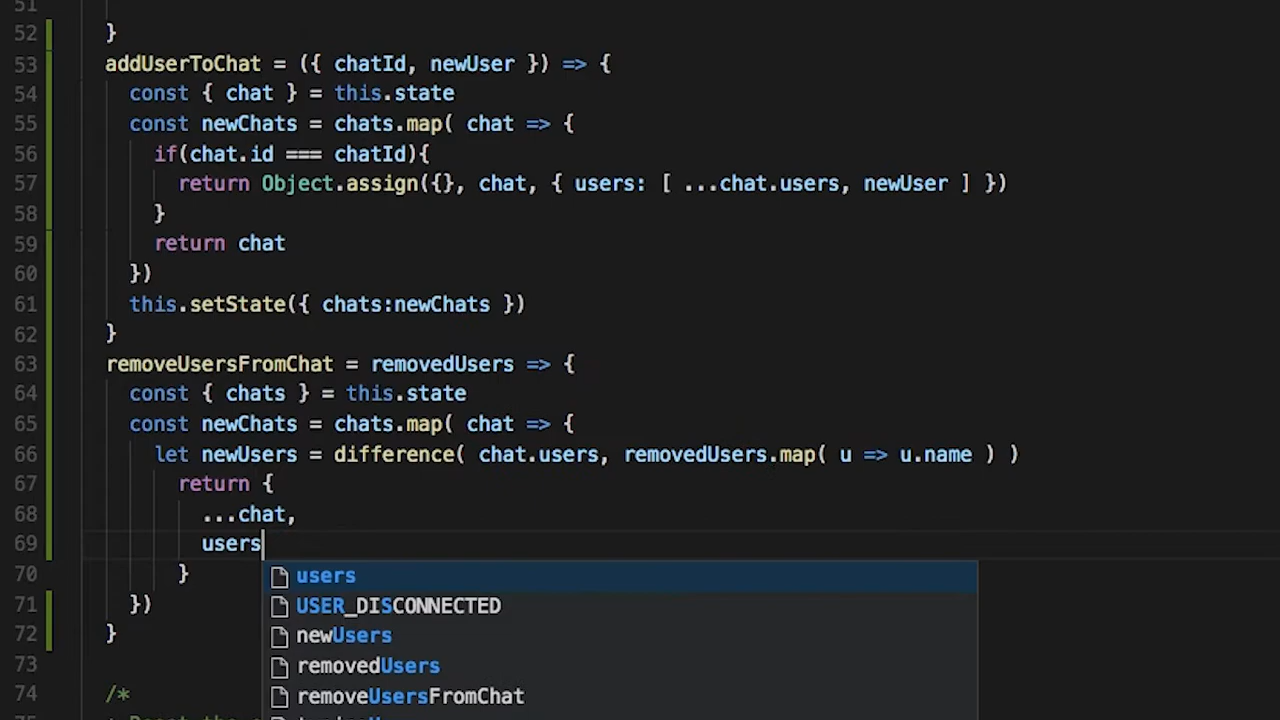 51
52 }
53 addUserToChat = ({ chatId, newUser }) => {
54 const { chat } = this.state
55 const newChats = chats.map( chat => {
56 if(chat.id === chatId){
57 return Object.assign({}, chat, { users: [ ...chat.users, newUser ] })
58 }
59 return chat
60 })
61 this.setState({ chats:newChats })
62 }
63 removeUsersFromChat = removedUsers => {
64 const { chats } = this.state
65 const newChats = chats.map( chat => {
66 let newUsers = difference( chat.users, removedUsers.map( u => u.name ) )
67 return {
68 ...chat,
69 users
70 }
users
71 })
USER_DISCONNECTED
72 }
newUsers
73
removedUsers
74 /*
removeUsersFromChat